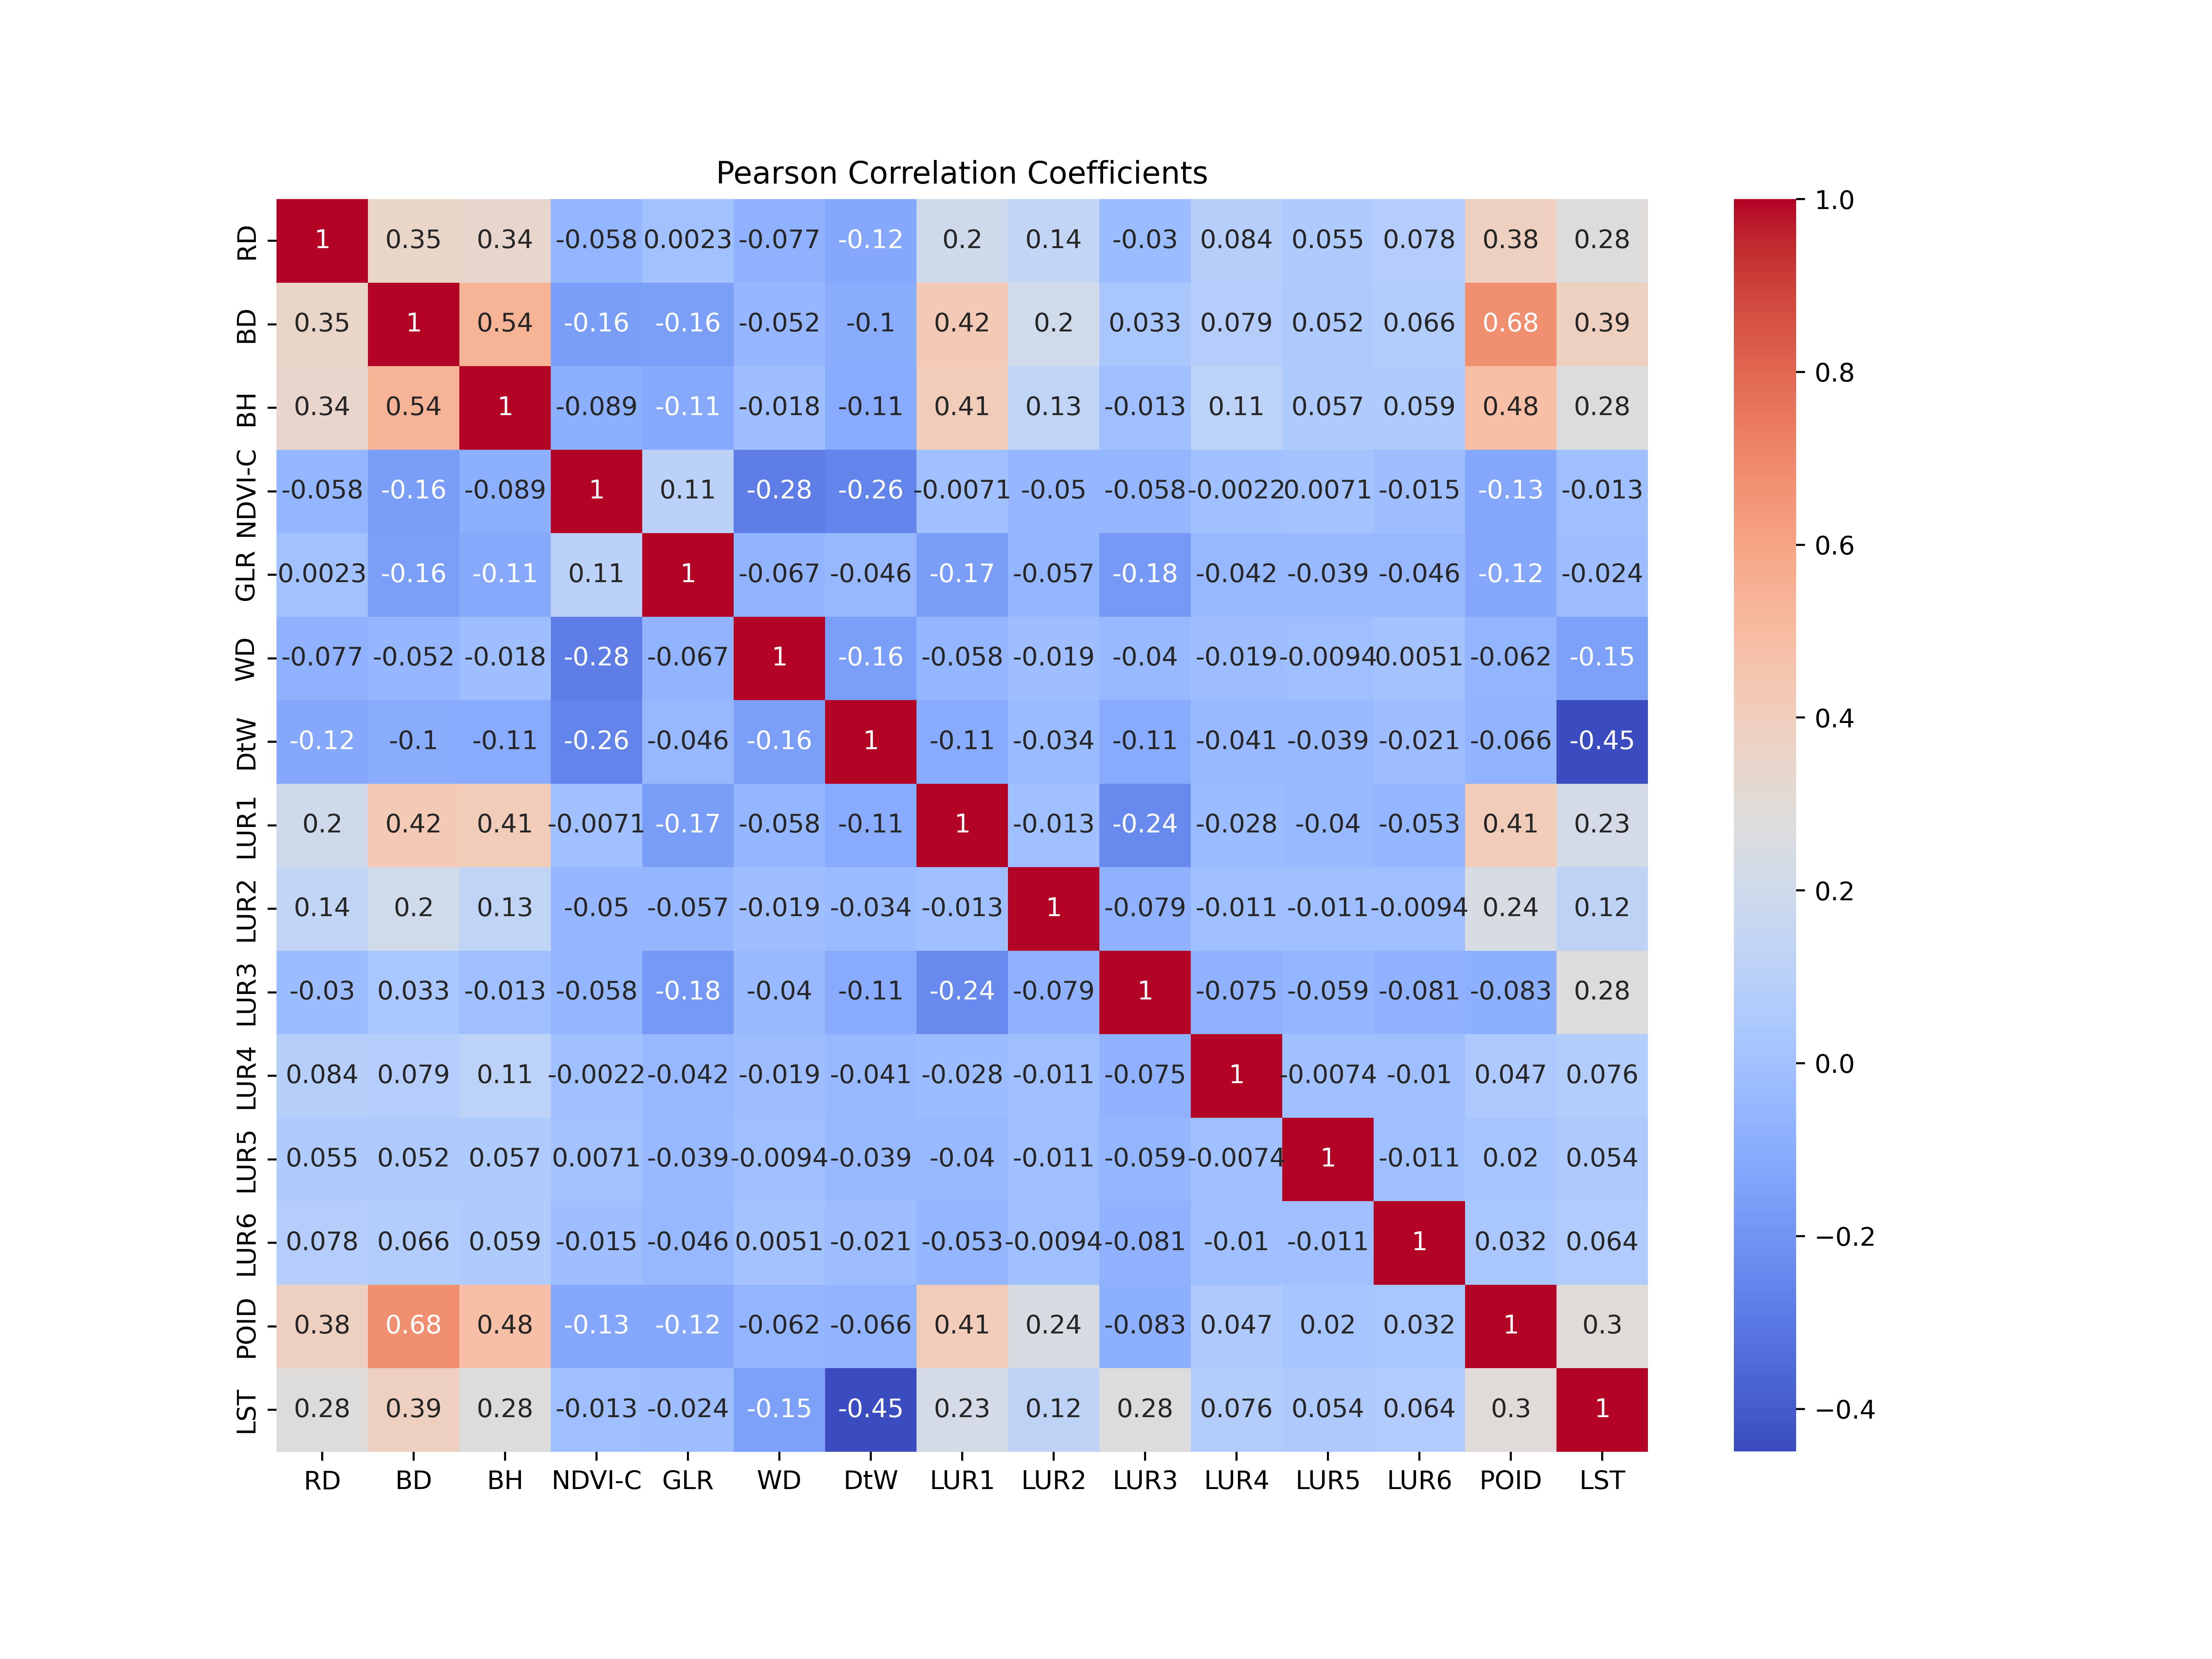 Pearson Correlation Coefficients
RD 1 0.35 0.34 -0.058 0.0023 -0.077 -0.12 0.2 0.14 -0.03 0.084 0.055 0.078 0.38 0.28
BD 0.35 1 0.54 -0.16 -0.16 -0.052 -0.1 0.42 0.2 0.033 0.079 0.052 0.066 0.68 0.39
BH 0.34 0.54 1 -0.089 -0.11 -0.018 -0.11 0.41 0.13 -0.013 0.11 0.057 0.059 0.48 0.28
NDVI-C -0.058 -0.16 -0.089 1 0.11 -0.28 -0.26 -0.0071 -0.05 -0.058 -0.0022 0.0071 -0.015 -0.13 -0.013
GLR 0.0023 -0.16 -0.11 0.11 1 -0.067 -0.046 -0.17 -0.057 -0.18 -0.042 -0.039 -0.046 -0.12 -0.024
WD -0.077 -0.052 -0.018 -0.28 -0.067 1 -0.16 -0.058 -0.019 -0.04 -0.019 -0.0094 0.0051 -0.062 -0.15
DtW -0.12 -0.1 -0.11 -0.26 -0.046 -0.16 1 -0.11 -0.034 -0.11 -0.041 -0.039 -0.021 -0.066 -0.45
LUR1 0.2 0.42 0.41 -0.0071 -0.17 -0.058 -0.11 1 -0.013 -0.24 -0.028 -0.04 -0.053 0.41 0.23
LUR2 0.14 0.2 0.13 -0.05 -0.057 -0.019 -0.034 -0.013 1 -0.079 -0.011 -0.011 -0.0094 0.24 0.12
LUR3 -0.03 0.033 -0.013 -0.058 -0.18 -0.04 -0.11 -0.24 -0.079 1 -0.075 -0.059 -0.081 -0.083 0.28
LUR4 0.084 0.079 0.11 -0.0022 -0.042 -0.019 -0.041 -0.028 -0.011 -0.075 1 -0.0074 -0.01 0.047 0.076
LUR5 0.055 0.052 0.057 0.0071 -0.039 -0.0094 -0.039 -0.04 -0.011 -0.059 -0.0074 1 -0.011 0.02 0.054
LUR6 0.078 0.066 0.059 -0.015 -0.046 0.0051 -0.021 -0.053 -0.0094 -0.081 -0.01 -0.011 1 0.032 0.064
POID 0.38 0.68 0.48 -0.13 -0.12 -0.062 -0.066 0.41 0.24 -0.083 0.047 0.02 0.032 1 0.3
LST 0.28 0.39 0.28 -0.013 -0.024 -0.15 -0.45 0.23 0.12 0.28 0.076 0.054 0.064 0.3 1
RD BD BH NDVI-C GLR WD DtW LUR1 LUR2 LUR3 LUR4 LUR5 LUR6 POID LST
1.0
0.8
0.6
0.4
0.2
0.0
−0.2
−0.4